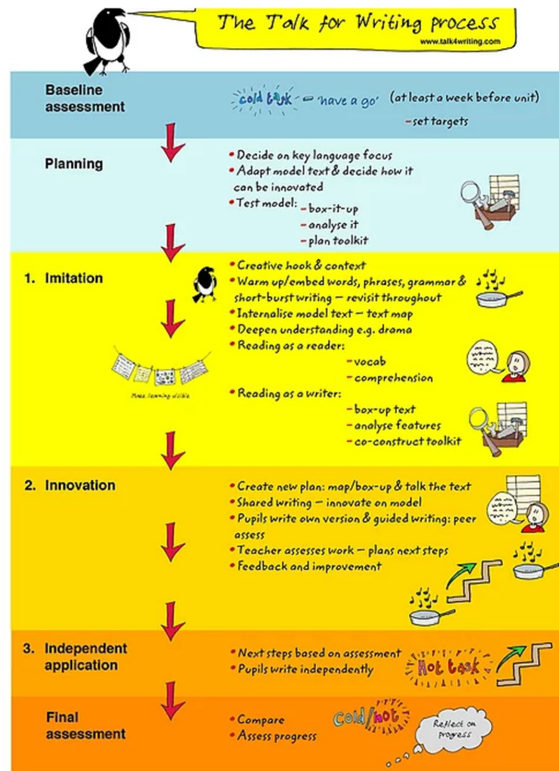 The Talk for Writing process
www.talk4writing.com
Baseline
assessment
cold task – 'have a go' (at least a week before unit)
– set targets
Planning
• Decide on key language focus
• Adapt model text & decide how it
can be innovated
• Test model:
– box-it-up
– analyse it
– plan toolkit
1. Imitation
• Creative hook & context
• Warm up/embed words, phrases, grammar &
short-burst writing – revisit throughout
• Internalise model text – text map
• Deepen understanding e.g. drama
• Reading as a reader:
– vocab
– comprehension
Make learning visible
• Reading as a writer:
– box-up text
– analyse features
– co-construct toolkit
2. Innovation
• Create new plan: map/box-up & talk the text
• Shared writing – innovate on model
• Pupils write own version & guided writing: peer
assess
• Teacher assesses work – plans next steps
• Feedback and improvement
3. Independent
application
• Next steps based on assessment
• Pupils write independently
Hot task
Final
assessment
• Compare
• Assess progress
Cold/hot
Reflect on
progress